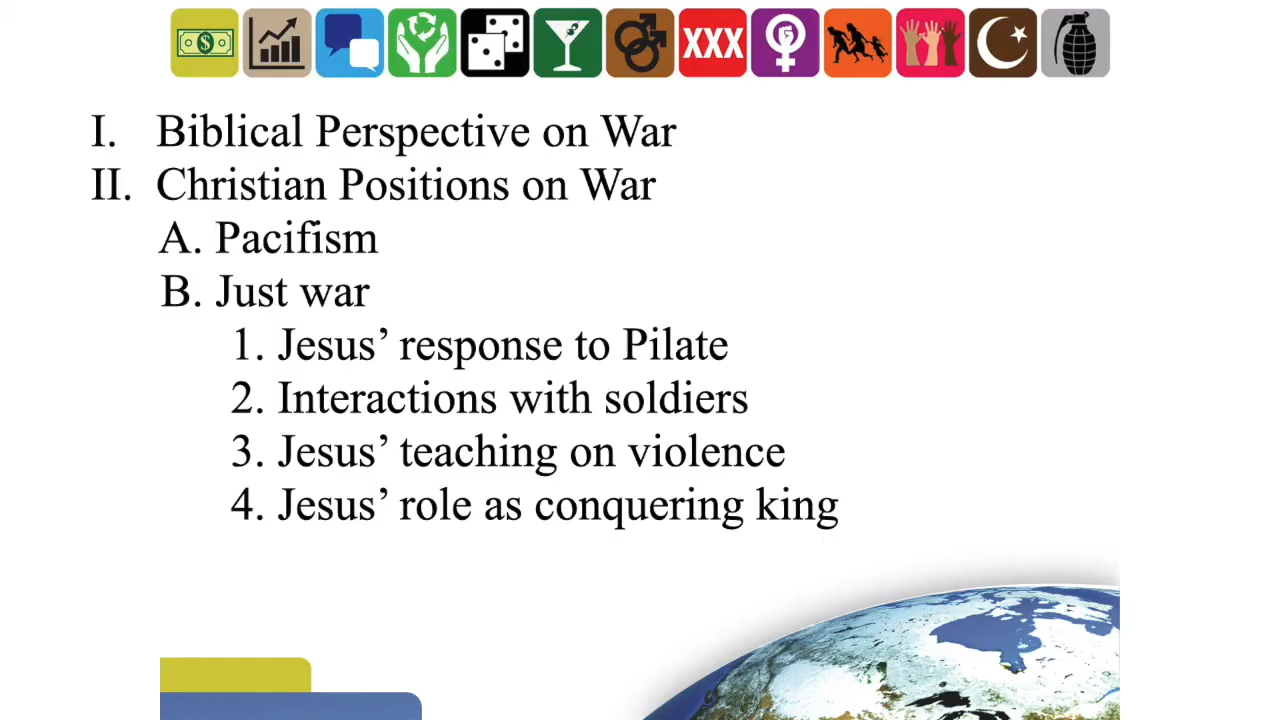 $
XXX
I. Biblical Perspective on War
II. Christian Positions on War
A. Pacifism
B. Just war
1. Jesus’ response to Pilate
2. Interactions with soldiers
3. Jesus’ teaching on violence
4. Jesus’ role as conquering king